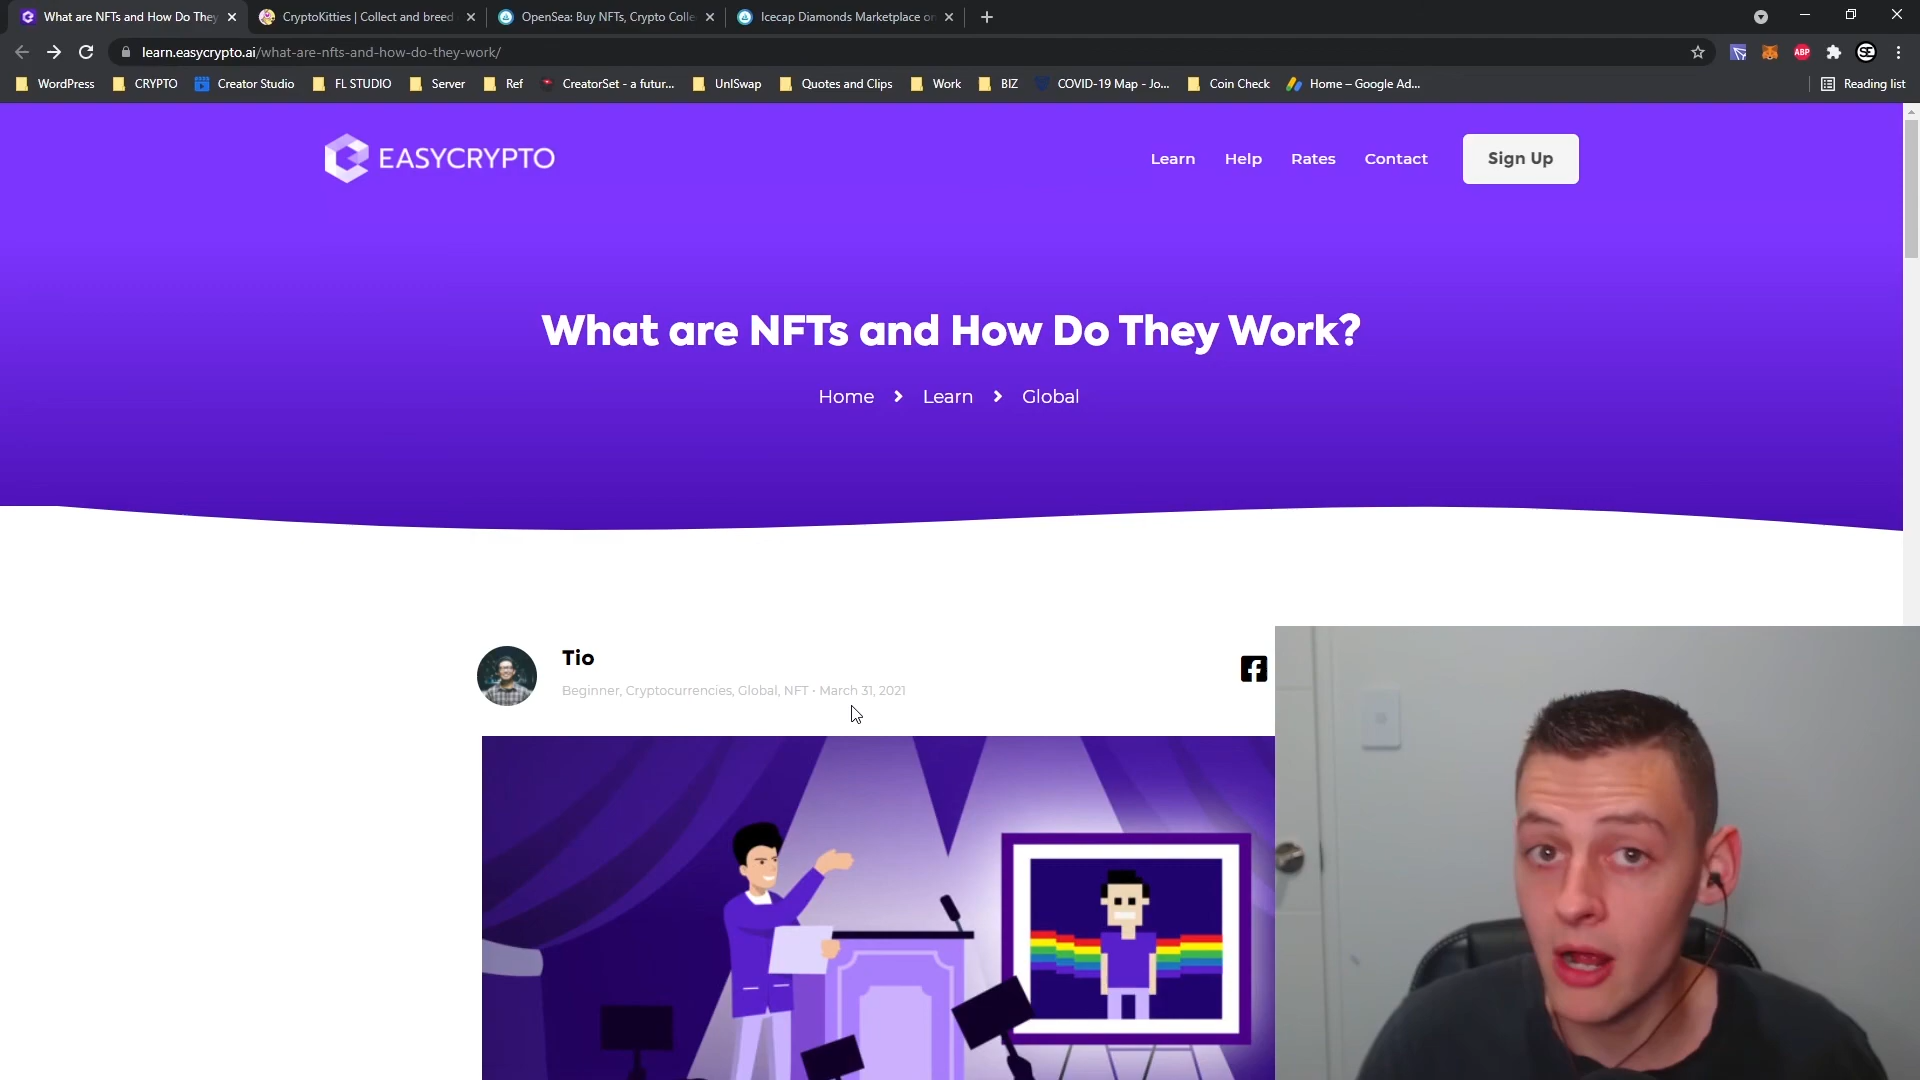 What are NFTs and How Do They
CryptoKitties | Collect and breed
OpenSea: Buy NFTs, Crypto Colle
Icecap Diamonds Marketplace on
learn.easycrypto.ai/what-are-nfts-and-how-do-they-work/
ABP
SE
WordPress
CRYPTO
Creator Studio
FL STUDIO
Server
Ref
CreatorSet - a futur...
UnISwap
Quotes and Clips
Work
BIZ
COVID-19 Map - Jo...
Coin Check
Home – Google Ad...
Reading list
EASYCRYPTO
Learn
Help
Rates
Contact
Sign Up
What are NFTs and How Do They Work?
Home > Learn > Global
Tio
Beginner, Cryptocurrencies, Global, NFT • March 31, 2021